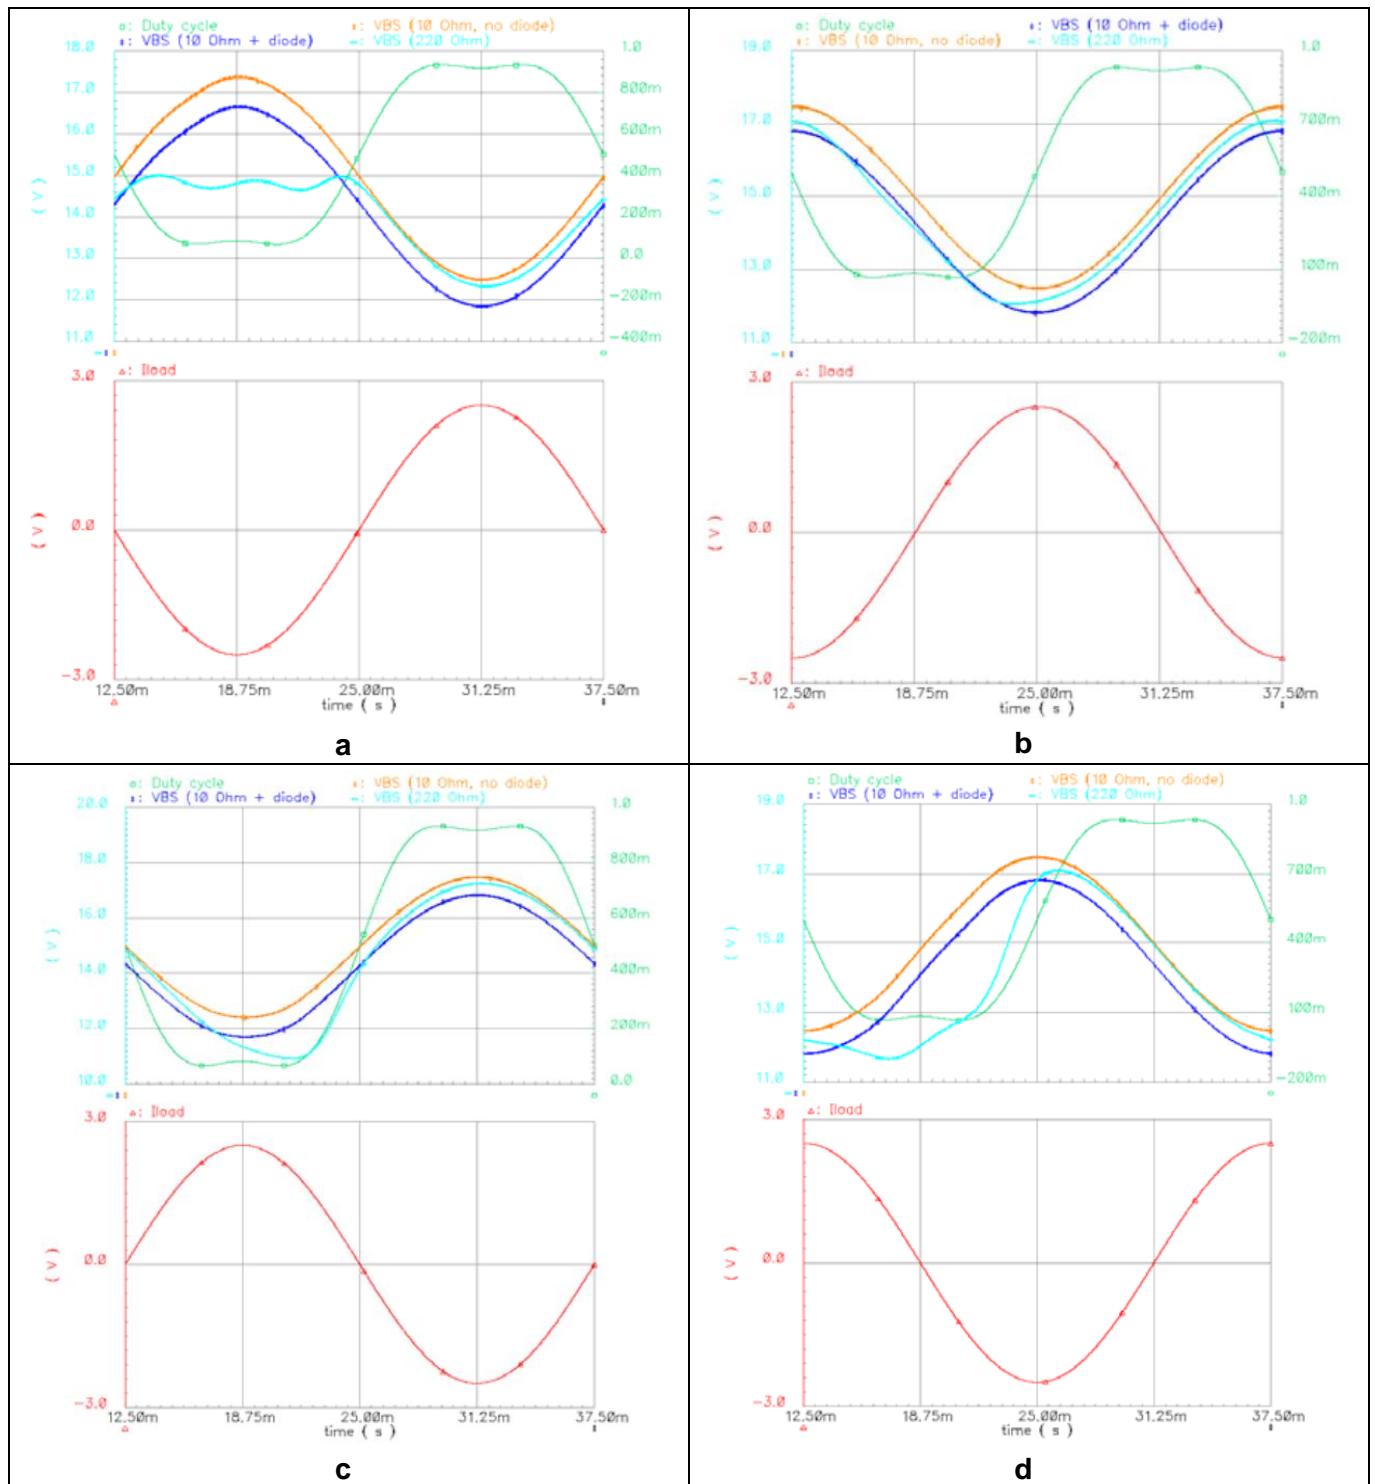 Duty cycle VBS (10 Ohm, no diode)
VBS (10 Ohm + diode) VBS (220 Ohm)
18.0 1.0
17.0 800m
16.0 600m
15.0 400m
14.0 200m
13.0 0.0
12.0 -200m
11.0 -400m
( V )
Iload
3.0
0.0
-3.0
( V )
12.50m 18.75m 25.00m 31.25m 37.50m
time ( s )
a
Duty cycle VBS (10 Ohm + diode)
VBS (10 Ohm, no diode) VBS (220 Ohm)
19.0 1.0
17.0 700m
15.0 400m
13.0 100m
11.0 -200m
( V )
Iload
3.0
0.0
-3.0
( V )
12.50m 18.75m 25.00m 31.25m 37.50m
time ( s )
b
Duty cycle VBS (10 Ohm, no diode)
VBS (10 Ohm + diode) VBS (220 Ohm)
20.0 1.0
18.0 800m
16.0 600m
14.0 400m
12.0 200m
10.0 0.0
( V )
Iload
3.0
0.0
-3.0
( V )
12.50m 18.75m 25.00m 31.25m 37.50m
time ( s )
c
Duty cycle VBS (10 Ohm, no diode)
VBS (10 Ohm + diode) VBS (220 Ohm)
19.0 1.0
17.0 700m
15.0 400m
13.0 100m
11.0 -200m
( V )
Iload
3.0
0.0
-3.0
( V )
12.50m 18.75m 25.00m 31.25m 37.50m
time ( s )
d